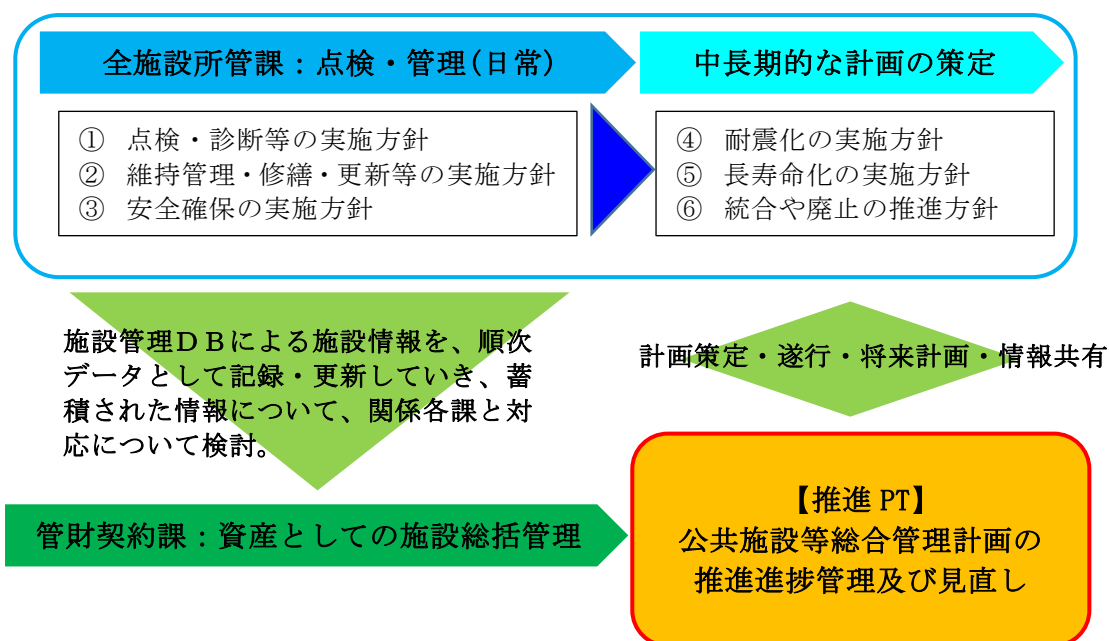 全施設所管課：点検・管理(日常)
中長期的な計画の策定
① 点検・診断等の実施方針
② 維持管理・修繕・更新等の実施方針
③ 安全確保の実施方針
④ 耐震化の実施方針
⑤ 長寿命化の実施方針
⑥ 統合や廃止の推進方針
施設管理ＤＢによる施設情報を、順次
データとして記録・更新していき、蓄
積された情報について、関係各課と対
応について検討。
計画策定・遂行・将来計画・情報共有
管財契約課：資産としての施設総括管理
【推進 PT】
公共施設等総合管理計画の
推進進捗管理及び見直し